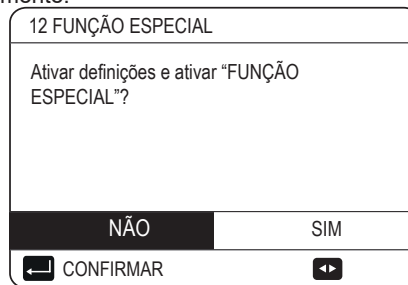 12 FUNÇÃO ESPECIAL
Ativar definições e ativar “FUNÇÃO
ESPECIAL”?
NÃO
SIM
CONFIRMAR